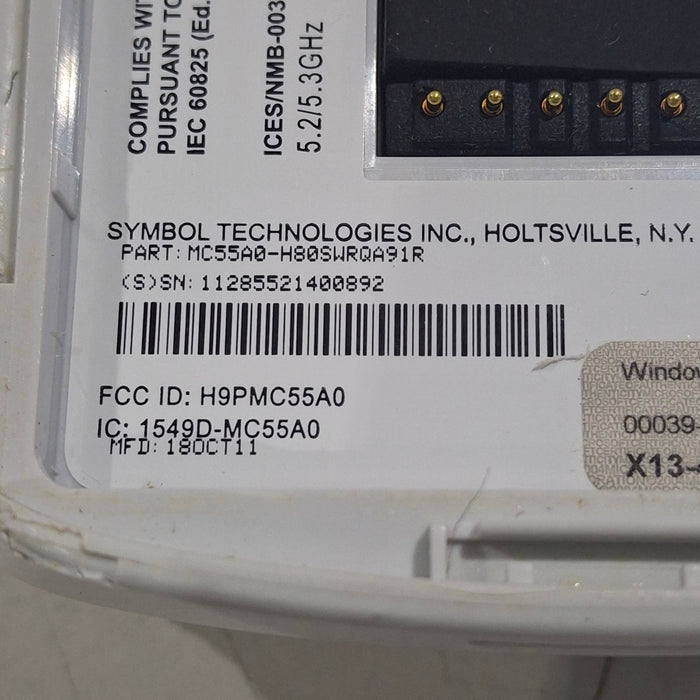 COMPLIES WI
PURSUANT TO
IEC 60825 (Ed.
ICES/NMB-003
5.2/5.3GHz
SYMBOL TECHNOLOGIES INC., HOLTSVILLE, N.Y.
PART: MC55A0-H80SWRQA91R
(S)SN: 11285521400892
FCC ID: H9PMC55A0
IC: 1549D-MC55A0
MFD: 18OCT11
Window
00039-
X13-